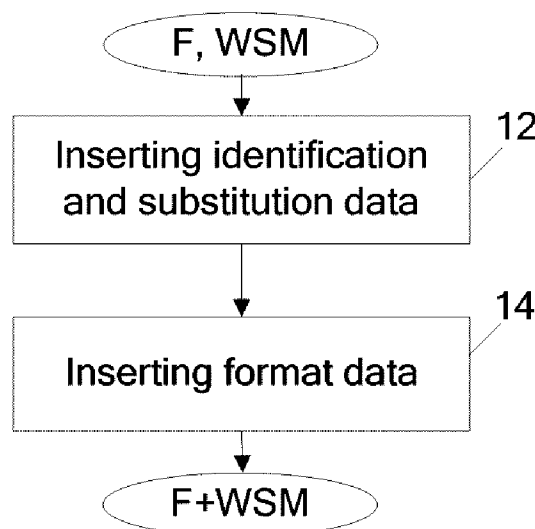 F, WSM
12
Inserting identification
and substitution data
14
Inserting format data
F+WSM